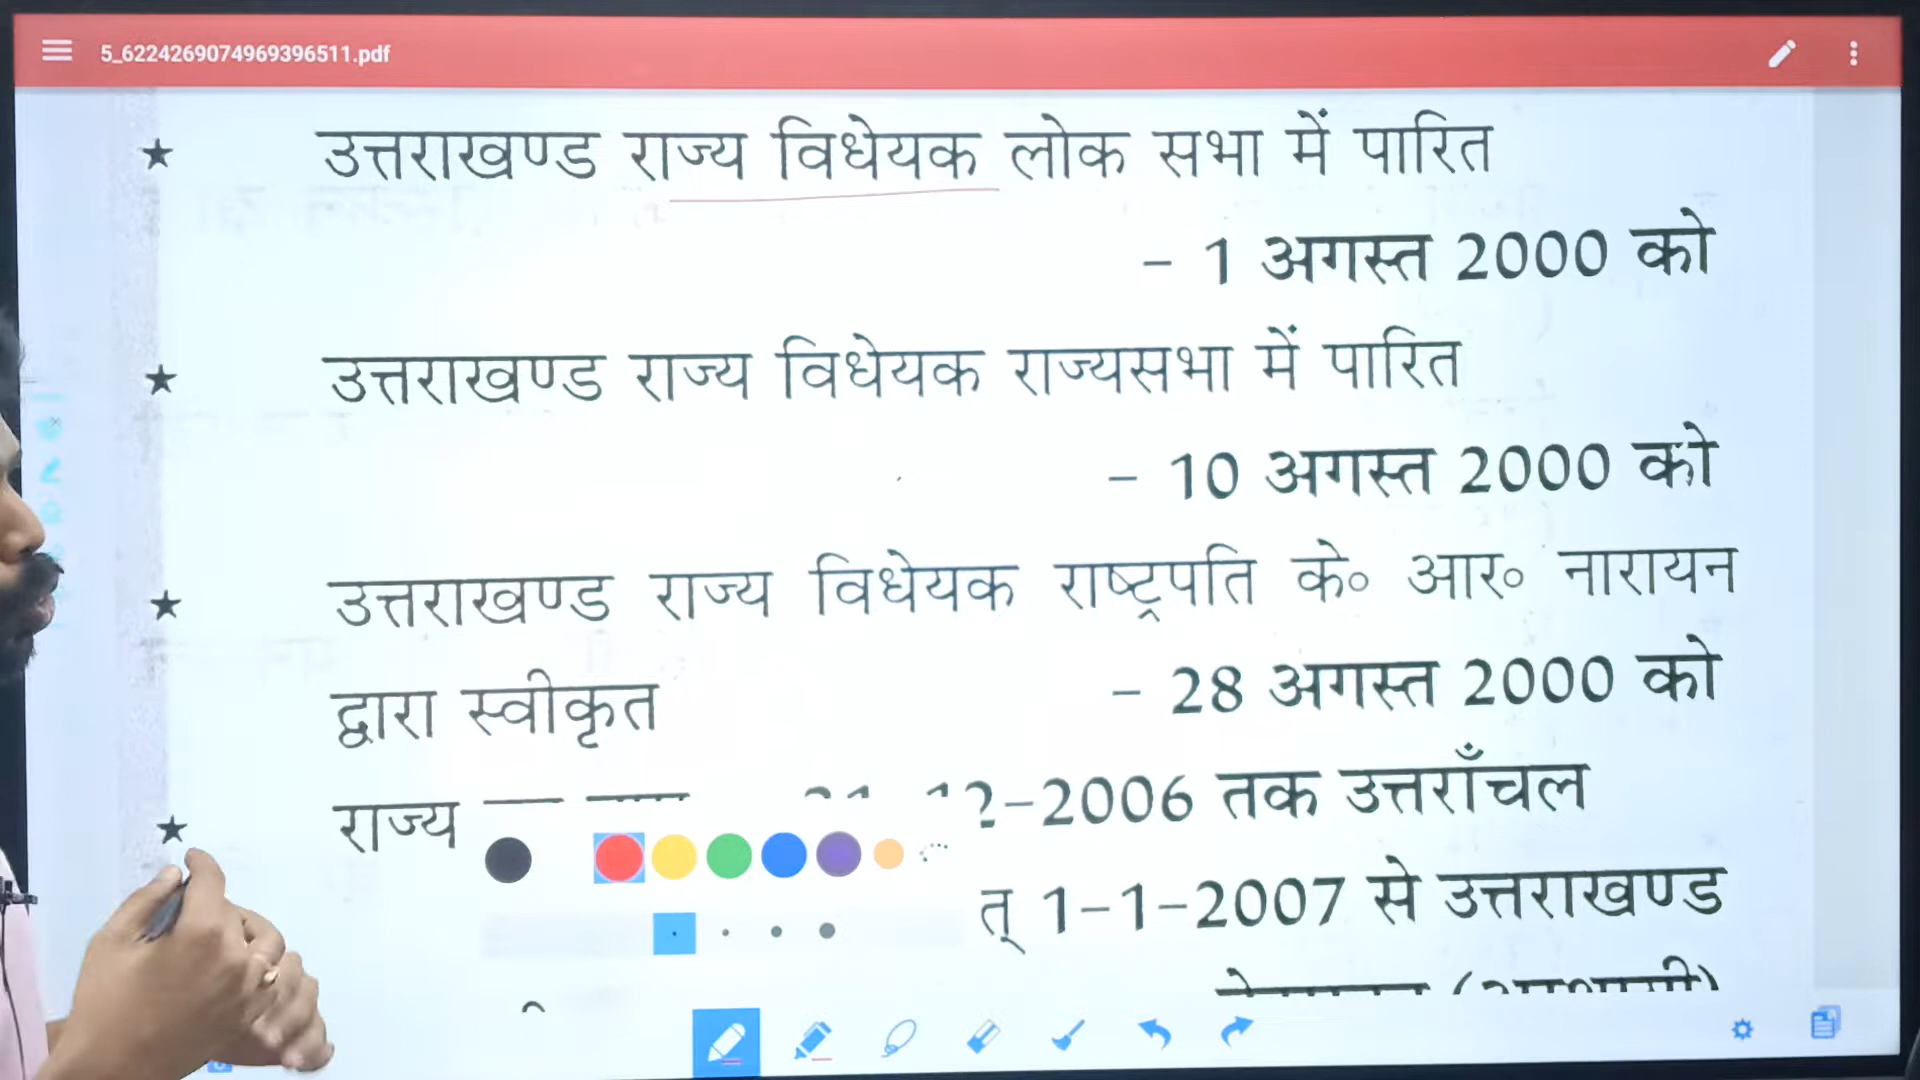 5_6224269074969396511.pdf
★ उत्तराखण्ड राज्य विधेयक लोक सभा में पारित
– 1 अगस्त 2000 को
★ उत्तराखण्ड राज्य विधेयक राज्यसभा में पारित
– 10 अगस्त 2000 को
★ उत्तराखण्ड राज्य विधेयक राष्ट्रपति के० आर० नारायन
द्वारा स्वीकृत – 28 अगस्त 2000 को
★ राज्य 2–2006 तक उत्तराँचल
त् 1–1–2007 से उत्तराखण्ड